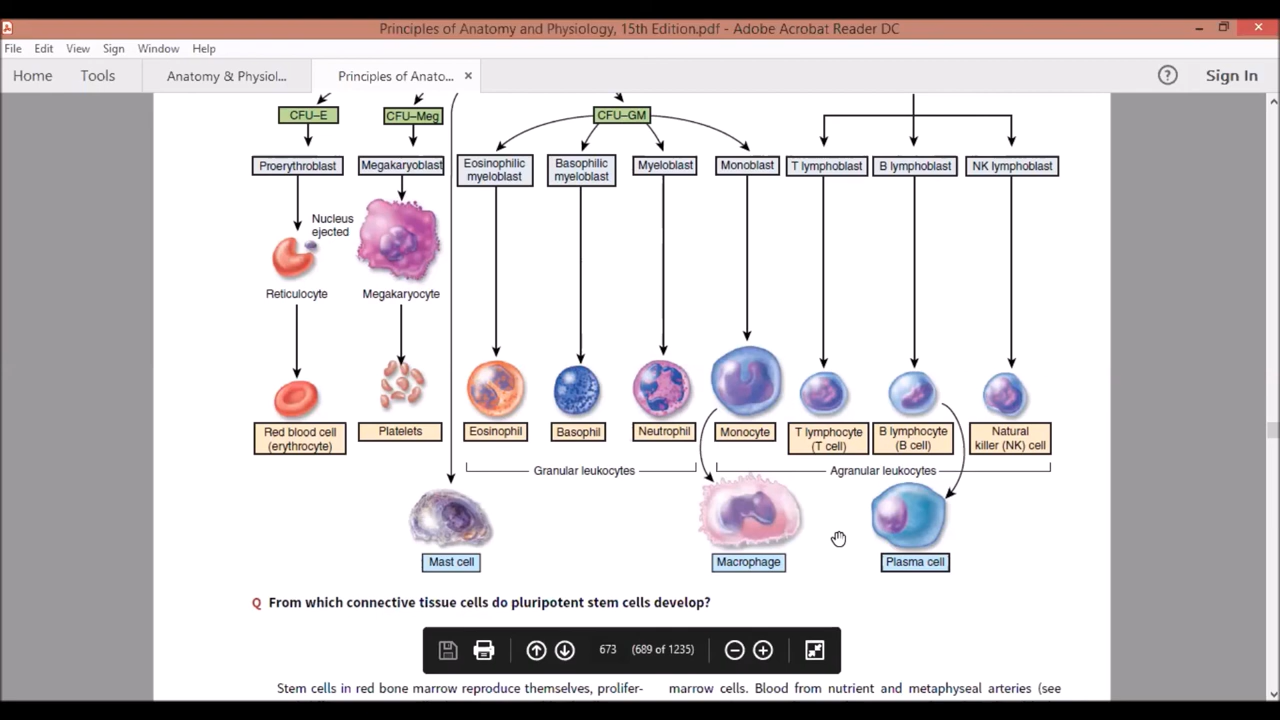 Principles of Anatomy and Physiology, 15th Edition.pdf - Adobe Acrobat Reader DC
File Edit View Sign Window Help
Home Tools Anatomy & Physiol... Principles of Anato... × ? Sign In
CFU–E CFU–Meg CFU–GM
Proerythroblast Megakaryoblast Eosinophilic myeloblast Basophilic myeloblast Myeloblast Monoblast T lymphoblast B lymphoblast NK lymphoblast
Nucleus
ejected
Reticulocyte Megakaryocyte
Red blood cell (erythrocyte) Platelets Eosinophil Basophil Neutrophil Monocyte T lymphocyte (T cell) B lymphocyte (B cell) Natural killer (NK) cell
Granular leukocytes Agranular leukocytes
Mast cell Macrophage Plasma cell
Q From which connective tissue cells do pluripotent stem cells develop?
673 (689 of 1235)
Stem cells in red bone marrow reproduce themselves, prolifer-
marrow cells. Blood from nutrient and metaphyseal arteries (see